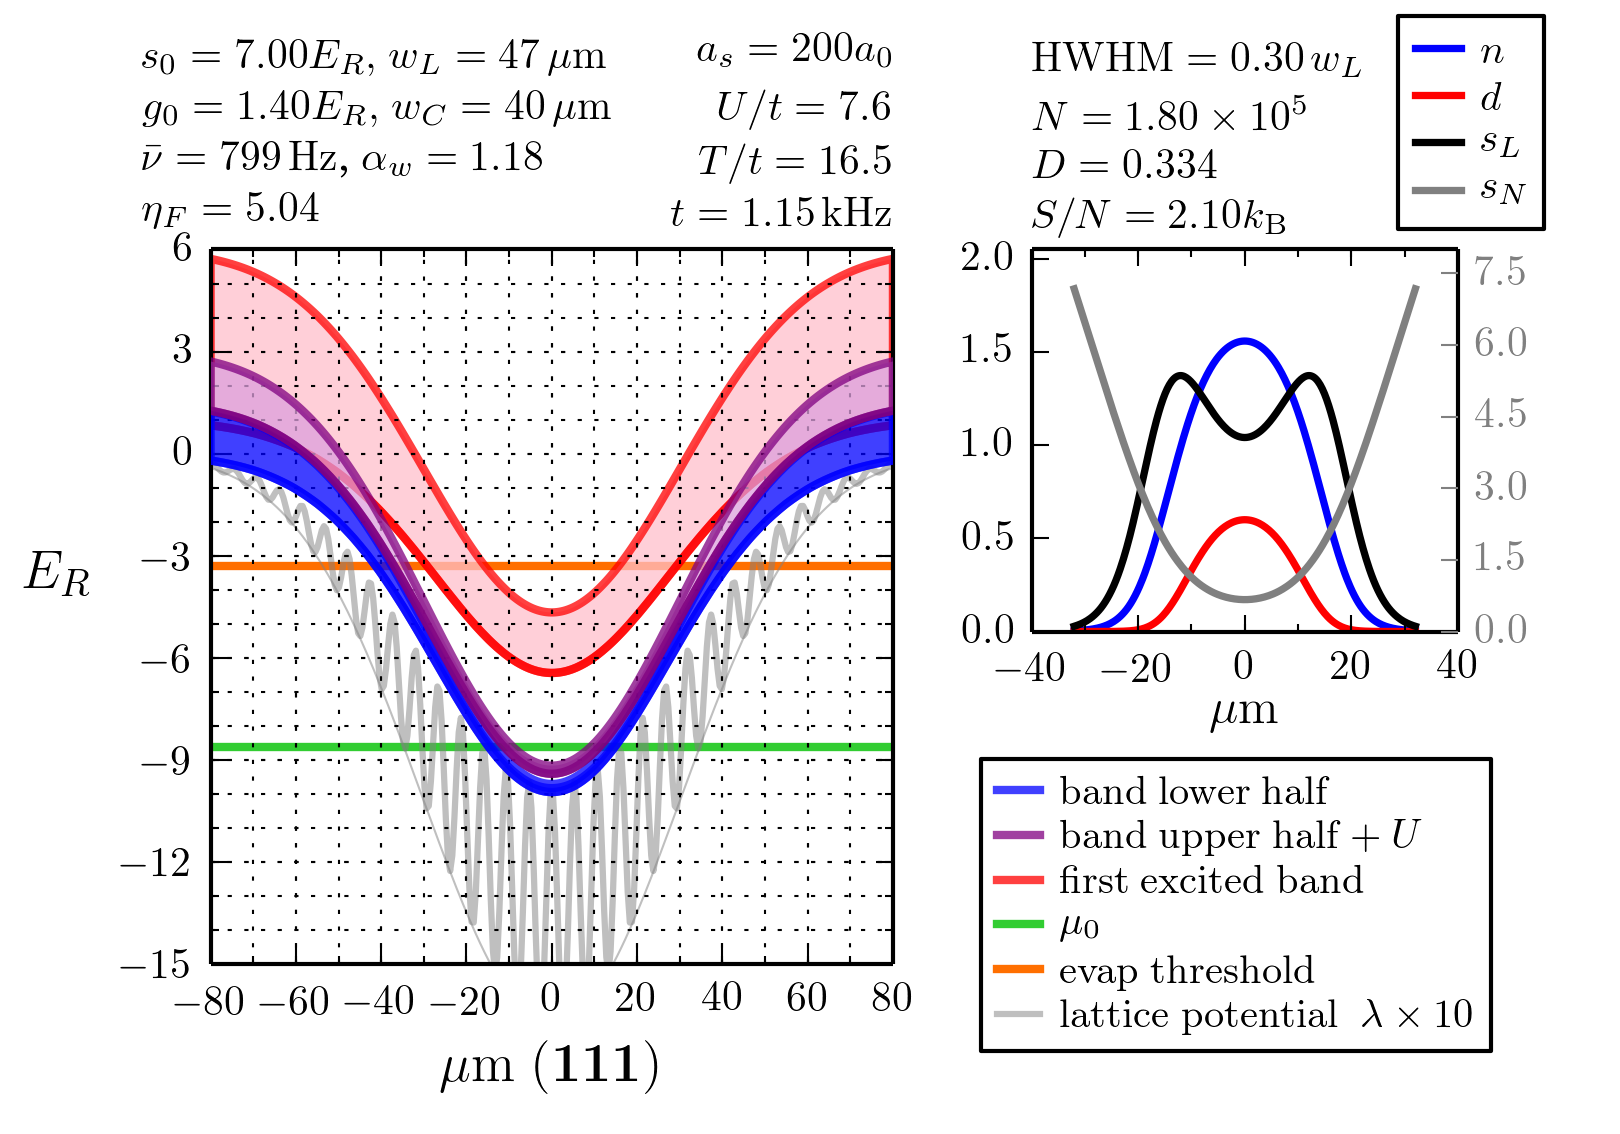 s₀ = 7.00E_R, w_L = 47 μm
g₀ = 1.40E_R, w_C = 40 μm
ν̄ = 799 Hz, α_w = 1.18
η_F = 5.04
a_s = 200a₀
U/t = 7.6
T/t = 16.5
t = 1.15 kHz
HWHM = 0.30 w_L
N = 1.80 × 10⁵
D = 0.334
S/N = 2.10k_B
n
d
s_L
s_N
E_R
6
3
0
−3
−6
−9
−12
−15
−80 −60 −40 −20 0 20 40 60 80
μm (111)
2.0
1.5
1.0
0.5
0.0
7.5
6.0
4.5
3.0
1.5
0.0
−40 −20 0 20 40
μm
band lower half
band upper half + U
first excited band
μ₀
evap threshold
lattice potential λ × 10